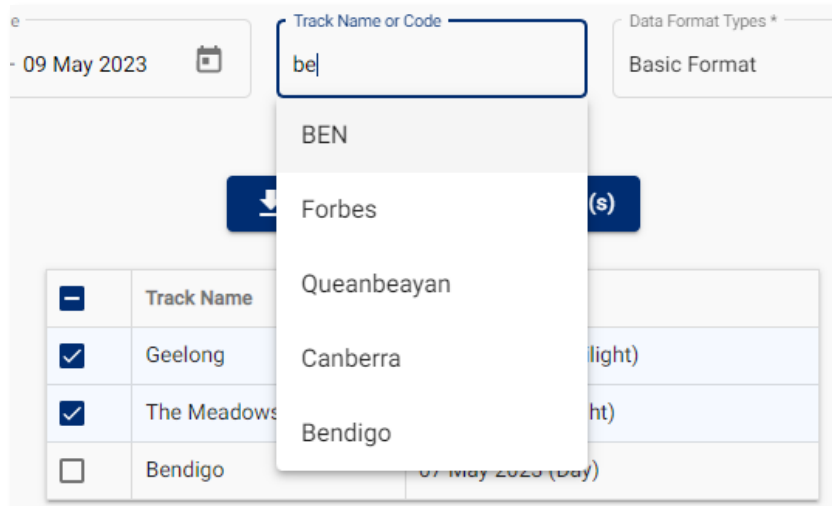 e
Track Name or Code
Data Format Types *
- 09 May 2023
be
Basic Format
BEN
Forbes
(s)
Queanbeayan
Track Name
Canberra
Geelong
ilight)
The Meadows
ht)
Bendigo
Bendigo
07 May 2023 (Day)